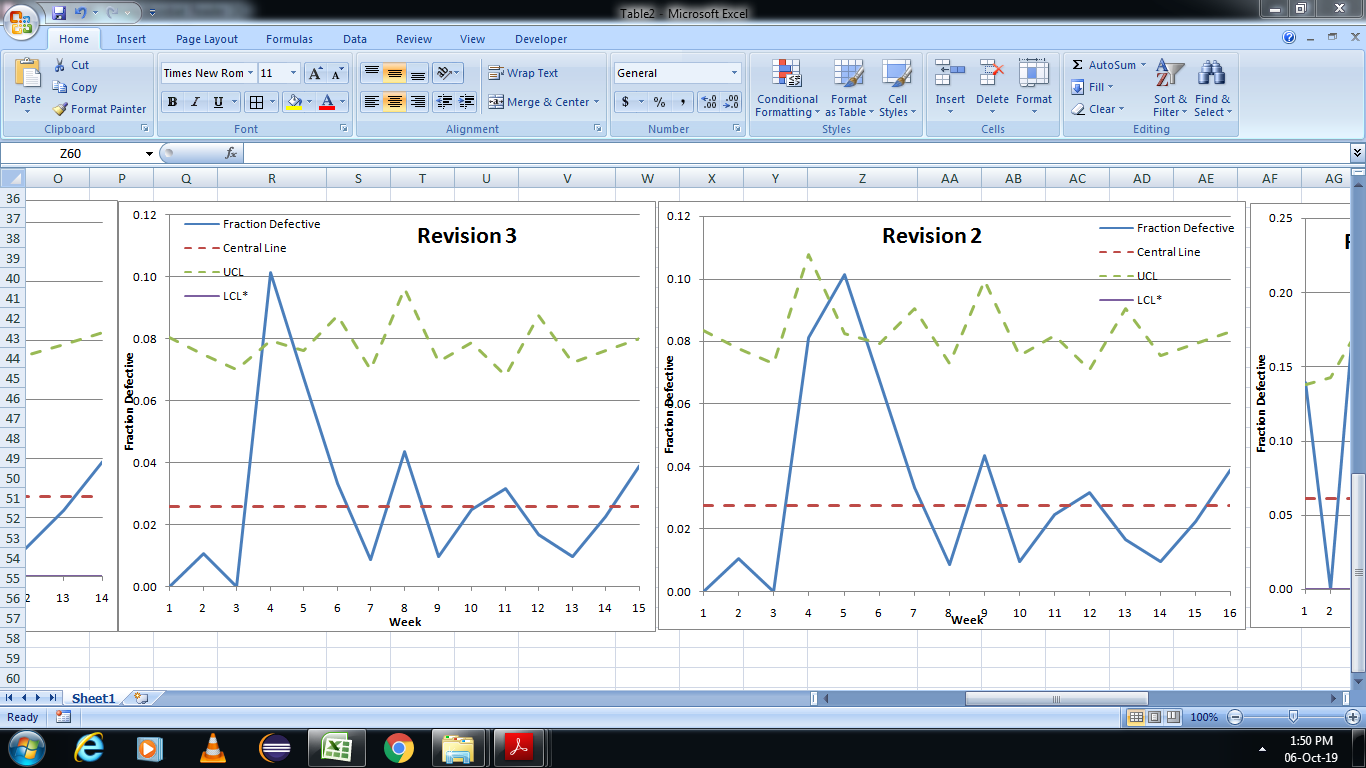 Table2 - Microsoft Excel
Home Insert Page Layout Formulas Data Review View Developer
Paste Cut Copy Format Painter Clipboard
Times New Rom 11 B I U A A A Font
Wrap Text Merge & Center Alignment
General $ % , .00 .0 Number
Conditional Formatting Format as Table Cell Styles Styles
Insert Delete Format Cells
Σ AutoSum Fill Clear Sort & Filter Find & Select Editing
Z60 fx
O P Q R S T U V W X Y Z AA AB AC AD AE AF AG
36
37
38
39
40
41
42
43
44
45
46
47
48
49
50
51
52
53
54
55
56
57
58
59
60
13 14
Revision 3
Fraction Defective
Central Line
UCL
LCL*
0.12
0.10
0.08
0.06
0.04
0.02
0.00
Fraction Defective
1 2 3 4 5 6 7 8 9 10 11 12 13 14 15
Week
Revision 2
Fraction Defective
Central Line
UCL
LCL*
0.12
0.10
0.08
0.06
0.04
0.02
0.00
Fraction Defective
1 2 3 4 5 6 7 8 9 10 11 12 13 14 15 16
Week
0.25
0.20
0.15
0.10
0.05
0.00
Fraction Defective
1 2
Sheet1
Ready 100%
1:50 PM
06-Oct-19